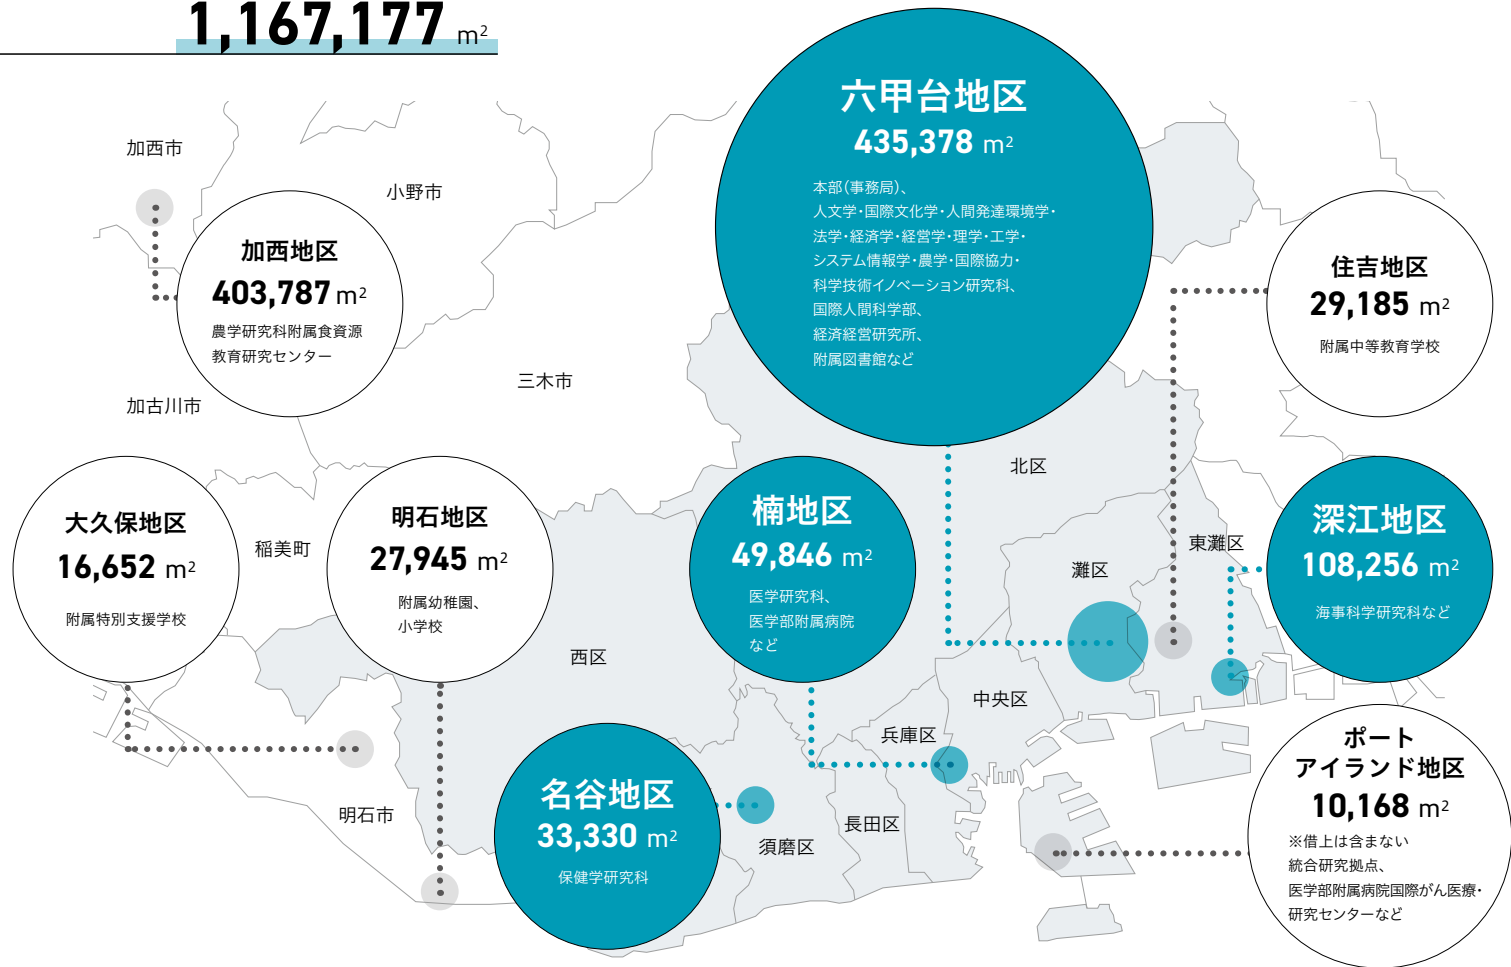 1,167,177 m²
六甲台地区
435,378 m²
本部(事務局)、
人文学・国際文化学・人間発達環境学・
法学・経済学・経営学・理学・工学・
システム情報学・農学・国際協力・
科学技術イノベーション研究科、
国際人間科学部、
経済経営研究所、
附属図書館など
加西市
小野市
加西地区
403,787 m²
農学研究科附属食資源
教育研究センター
住吉地区
29,185 m²
附属中等教育学校
三木市
加古川市
北区
大久保地区
16,652 m²
附属特別支援学校
稲美町
明石地区
27,945 m²
附属幼稚園、
小学校
楠地区
49,846 m²
医学研究科、
医学部附属病院
など
灘区
東灘区
深江地区
108,256 m²
海事科学研究科など
西区
中央区
兵庫区
明石市
名谷地区
33,330 m²
保健学研究科
須磨区
長田区
ポート
アイランド地区
10,168 m²
※借上は含まない
統合研究拠点、
医学部附属病院国際がん医療・
研究センターなど